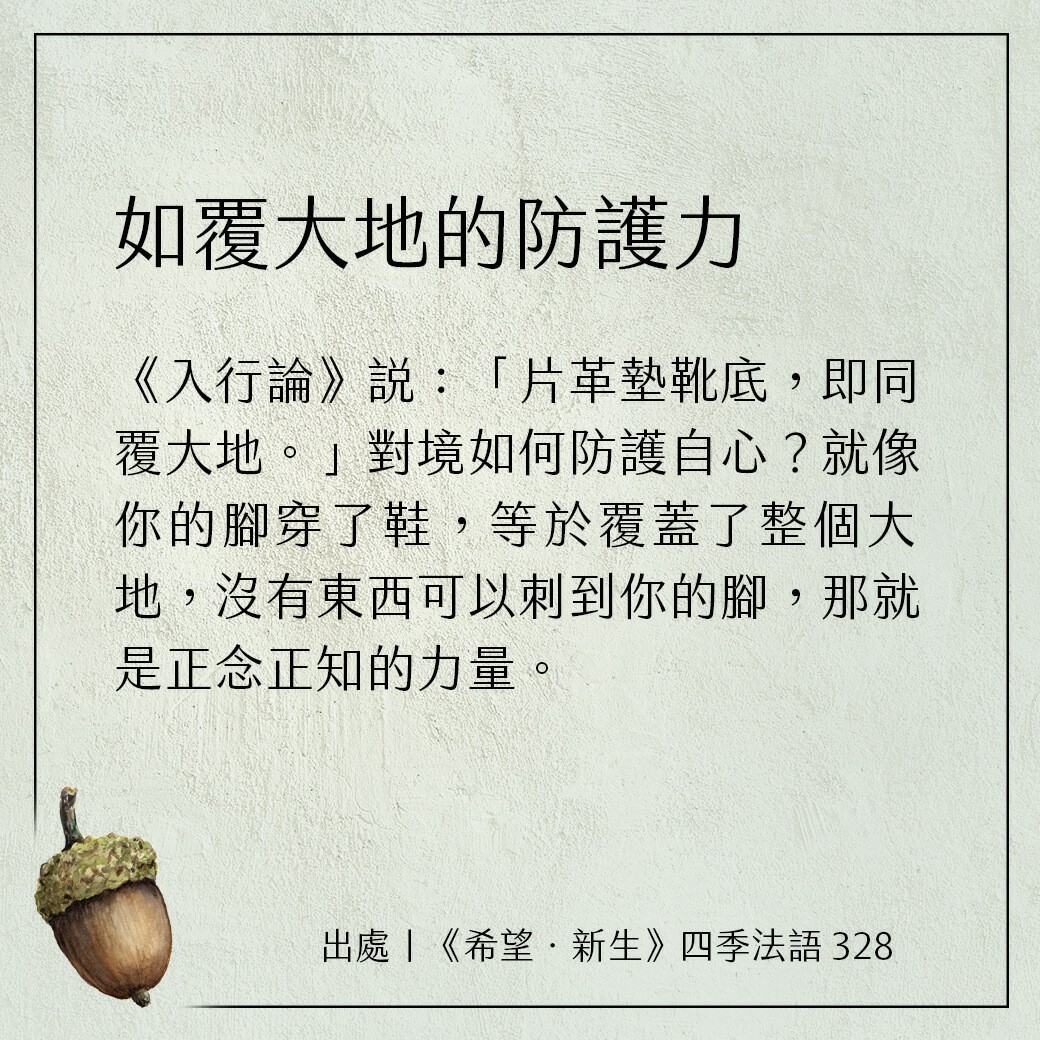 如覆大地的防護力
《入行論》説：「片革墊靴底，即同
覆大地。」對境如何防護自心？就像
你的腳穿了鞋，等於覆蓋了整個大
地，沒有東西可以刺到你的腳，那就
是正念正知的力量。
出處｜《希望．新生》四季法語 328